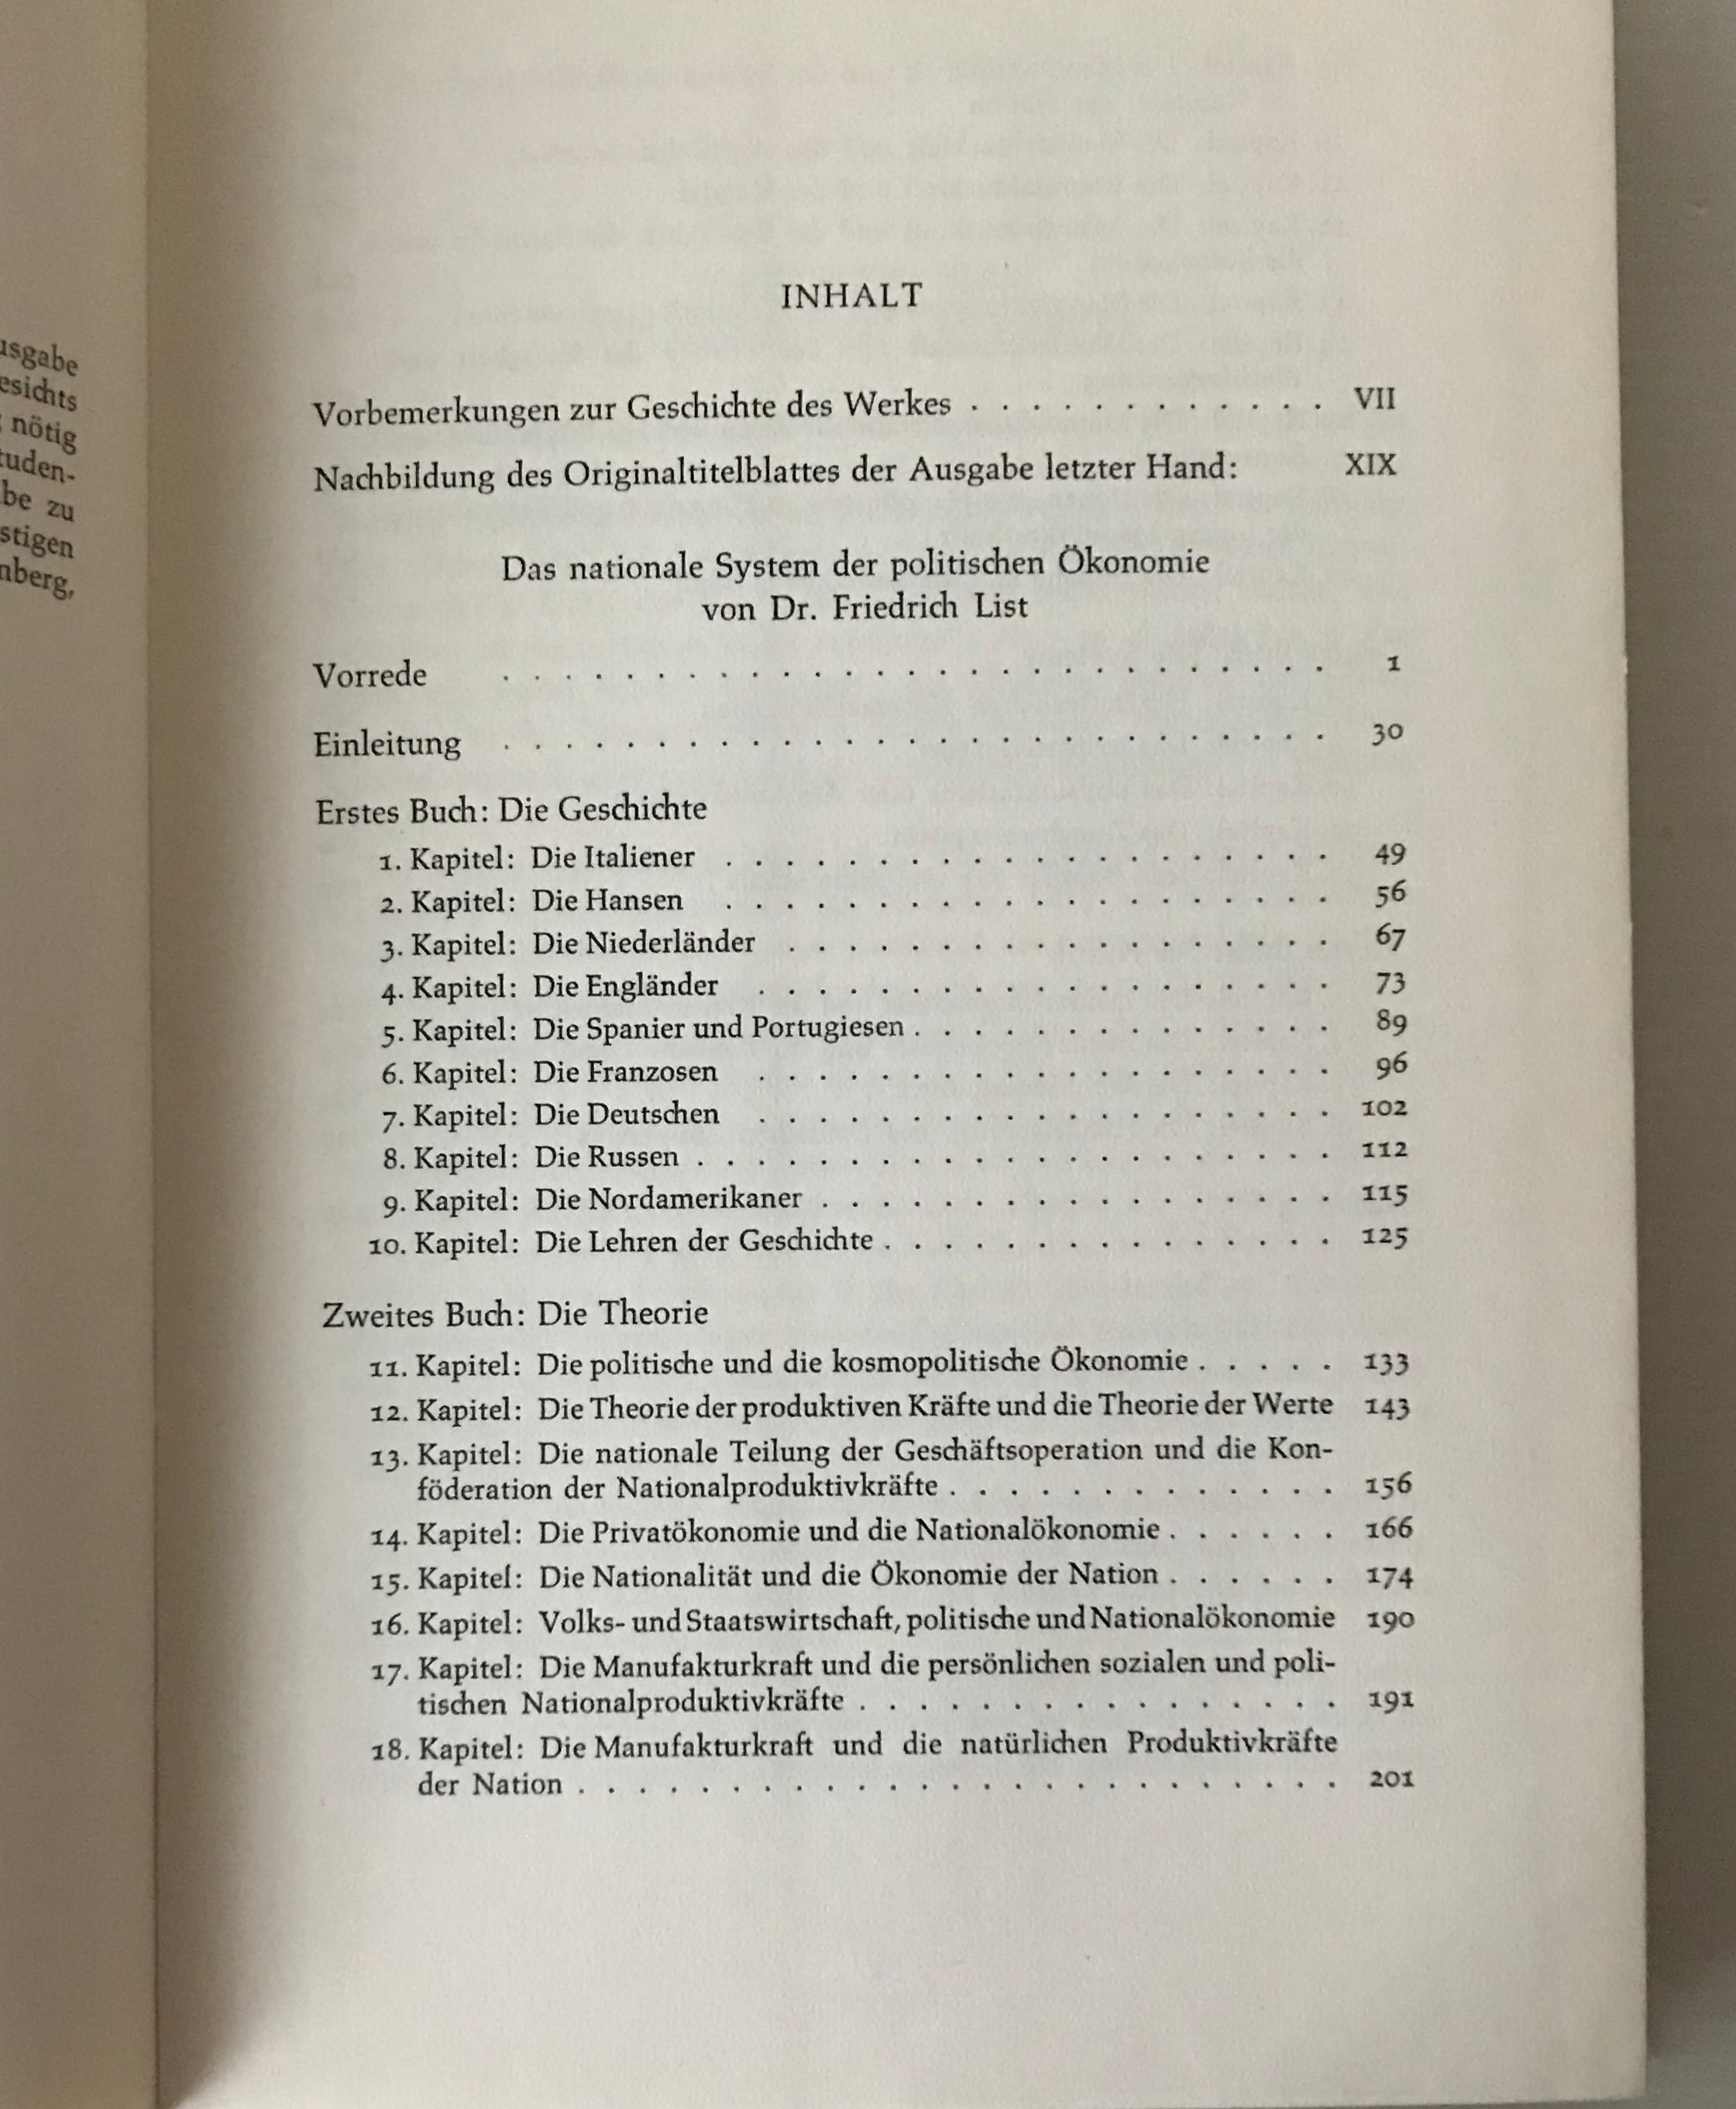 usgabe
esichts
nötig
tuden-
be zu
stigen
nberg,
INHALT
Vorbemerkungen zur Geschichte des Werkes . . . . . . . . . . . . VII
Nachbildung des Originaltitelblattes der Ausgabe letzter Hand: XIX
Das nationale System der politischen Ökonomie
von Dr. Friedrich List
Vorrede . . . . . . . . . . . . . . . . . . . . . . . . . . . 1
Einleitung . . . . . . . . . . . . . . . . . . . . . . . . . . . 30
Erstes Buch: Die Geschichte
1. Kapitel: Die Italiener . . . . . . . . . . . . . . . . . . . . 49
2. Kapitel: Die Hansen . . . . . . . . . . . . . . . . . . . . 56
3. Kapitel: Die Niederländer . . . . . . . . . . . . . . . . . . 67
4. Kapitel: Die Engländer . . . . . . . . . . . . . . . . . . . 73
5. Kapitel: Die Spanier und Portugiesen . . . . . . . . . . . . . . 89
6. Kapitel: Die Franzosen . . . . . . . . . . . . . . . . . . . 96
7. Kapitel: Die Deutschen . . . . . . . . . . . . . . . . . . . 102
8. Kapitel: Die Russen . . . . . . . . . . . . . . . . . . . . . 112
9. Kapitel: Die Nordamerikaner . . . . . . . . . . . . . . . . . 115
10. Kapitel: Die Lehren der Geschichte . . . . . . . . . . . . . . . 125
Zweites Buch: Die Theorie
11. Kapitel: Die politische und die kosmopolitische Ökonomie . . . . . 133
12. Kapitel: Die Theorie der produktiven Kräfte und die Theorie der Werte 143
13. Kapitel: Die nationale Teilung der Geschäftsoperation und die Kon-
föderation der Nationalproduktivkräfte . . . . . . . . . . . . . 156
14. Kapitel: Die Privatökonomie und die Nationalökonomie . . . . . . 166
15. Kapitel: Die Nationalität und die Ökonomie der Nation . . . . . . 174
16. Kapitel: Volks- und Staatswirtschaft, politische und Nationalökonomie 190
17. Kapitel: Die Manufakturkraft und die persönlichen sozialen und poli-
tischen Nationalproduktivkräfte . . . . . . . . . . . . . . . . 191
18. Kapitel: Die Manufakturkraft und die natürlichen Produktivkräfte
der Nation . . . . . . . . . . . . . . . . . . . . . . . . . 201